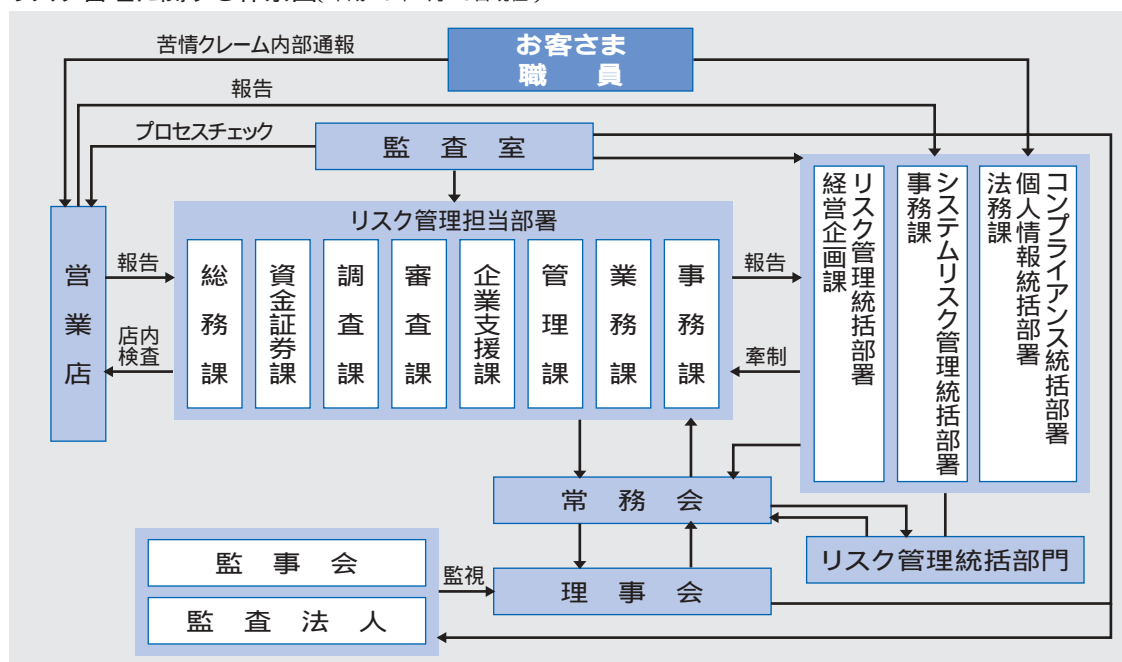 苦情クレーム内部通報
お客さま
職員
報告
プロセスチェック
監査室
リスク管理担当部署
営業店
報告
店内
検査
総務課
資金証券課
調査課
審査課
企業支援課
管理課
業務課
事務課
報告
牽制
リスク管理統括部署
経営企画課
システムリスク管理統括部署
事務課
コンプライアンス統括部署
個人情報統括部署
法務課
常務会
リスク管理統括部門
監事会
監査法人
監視
理事会